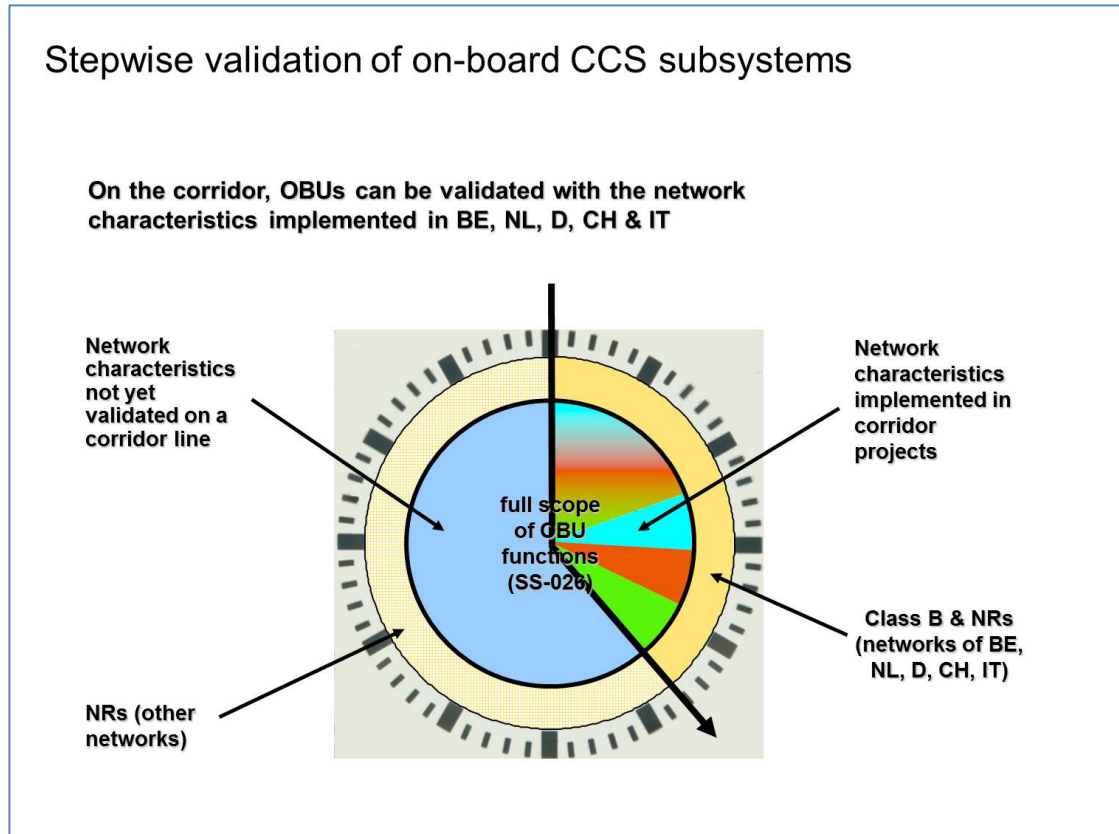 Stepwise validation of on-board CCS subsystems
On the corridor, OBUs can be validated with the network
characteristics implemented in BE, NL, D, CH & IT
Network
characteristics
not yet
validated on a
corridor line
Network
characteristics
implemented in
corridor
projects
full scope
of OBU
functions
(SS-026)
Class B & NRs
(networks of BE,
NL, D, CH, IT)
NRs (other
networks)